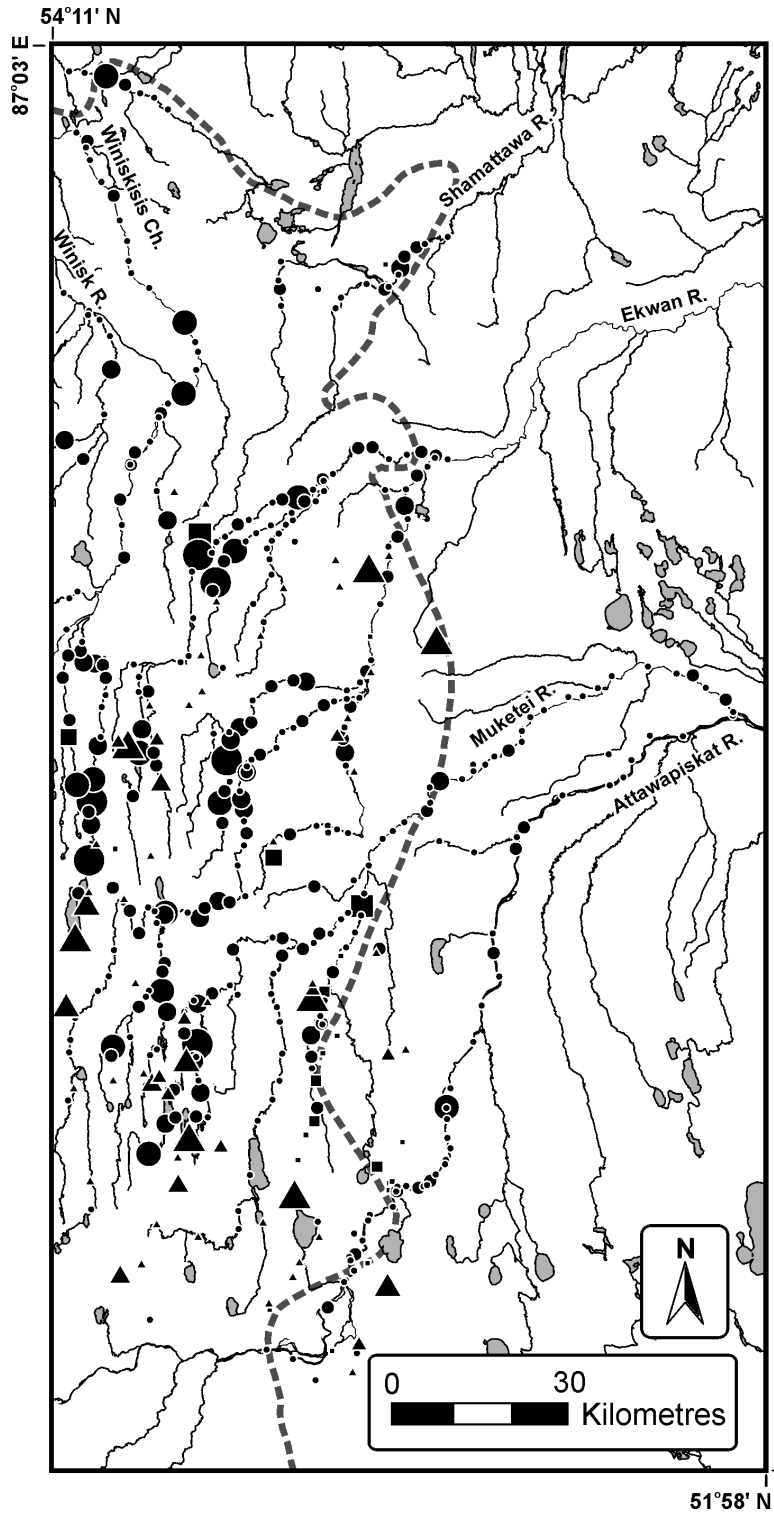 54°11' N
87°03' E
Winiskisis Ch.
Shamattawa R.
Winisk R.
Ekwan R.
Muketei R.
Attawapiskat R.
N
0 30
Kilometres
51°58' N